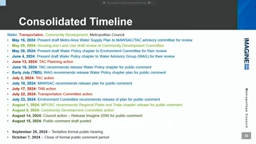 Consolidated Timeline
Water, Transportation, Community Development, Metropolitan Council
• May 16, 2024: Present draft Metro Area Water Supply Plan to MAWSAC/TAC advisory committee for review
• May 20, 2024: Housing and Land Use draft review at Community Development Committee
• May 28, 2024: Present draft Water Policy chapter to Environment Committee for their review
• June 4, 2024: Present draft Water Policy chapter to Water Advisory Group (WAG) for their review
• June 13, 2024: TAC Planning action
• June 18, 2024: TAC recommends release Water Policy chapter for public comment
• Early July (TBD): WAG recommends release Water Policy chapter plan for public comment
• July 3, 2024: TAC action
• July 10, 2024: MAWSAC recommends release plan for public comment
• July 17, 2024: TAB action
• July 22, 2024: Transportation Committee action
• July 23, 2024: Environment Committee recommends release of plan for public comment
• August 1, 2024: MPOSC recommends Regional Parks and Trails chapter release for public comment
• August 5, 2024: Community Development Committee action
• August 14, 2024: Council action – Release Imagine 2050 for public comment
• August 15, 2024: Public comment draft posted
• September 26, 2024 – Tentative formal public hearing
• October 7, 2024 – Close of formal public comment period
IMAGINE
2050
Metropolitan Council